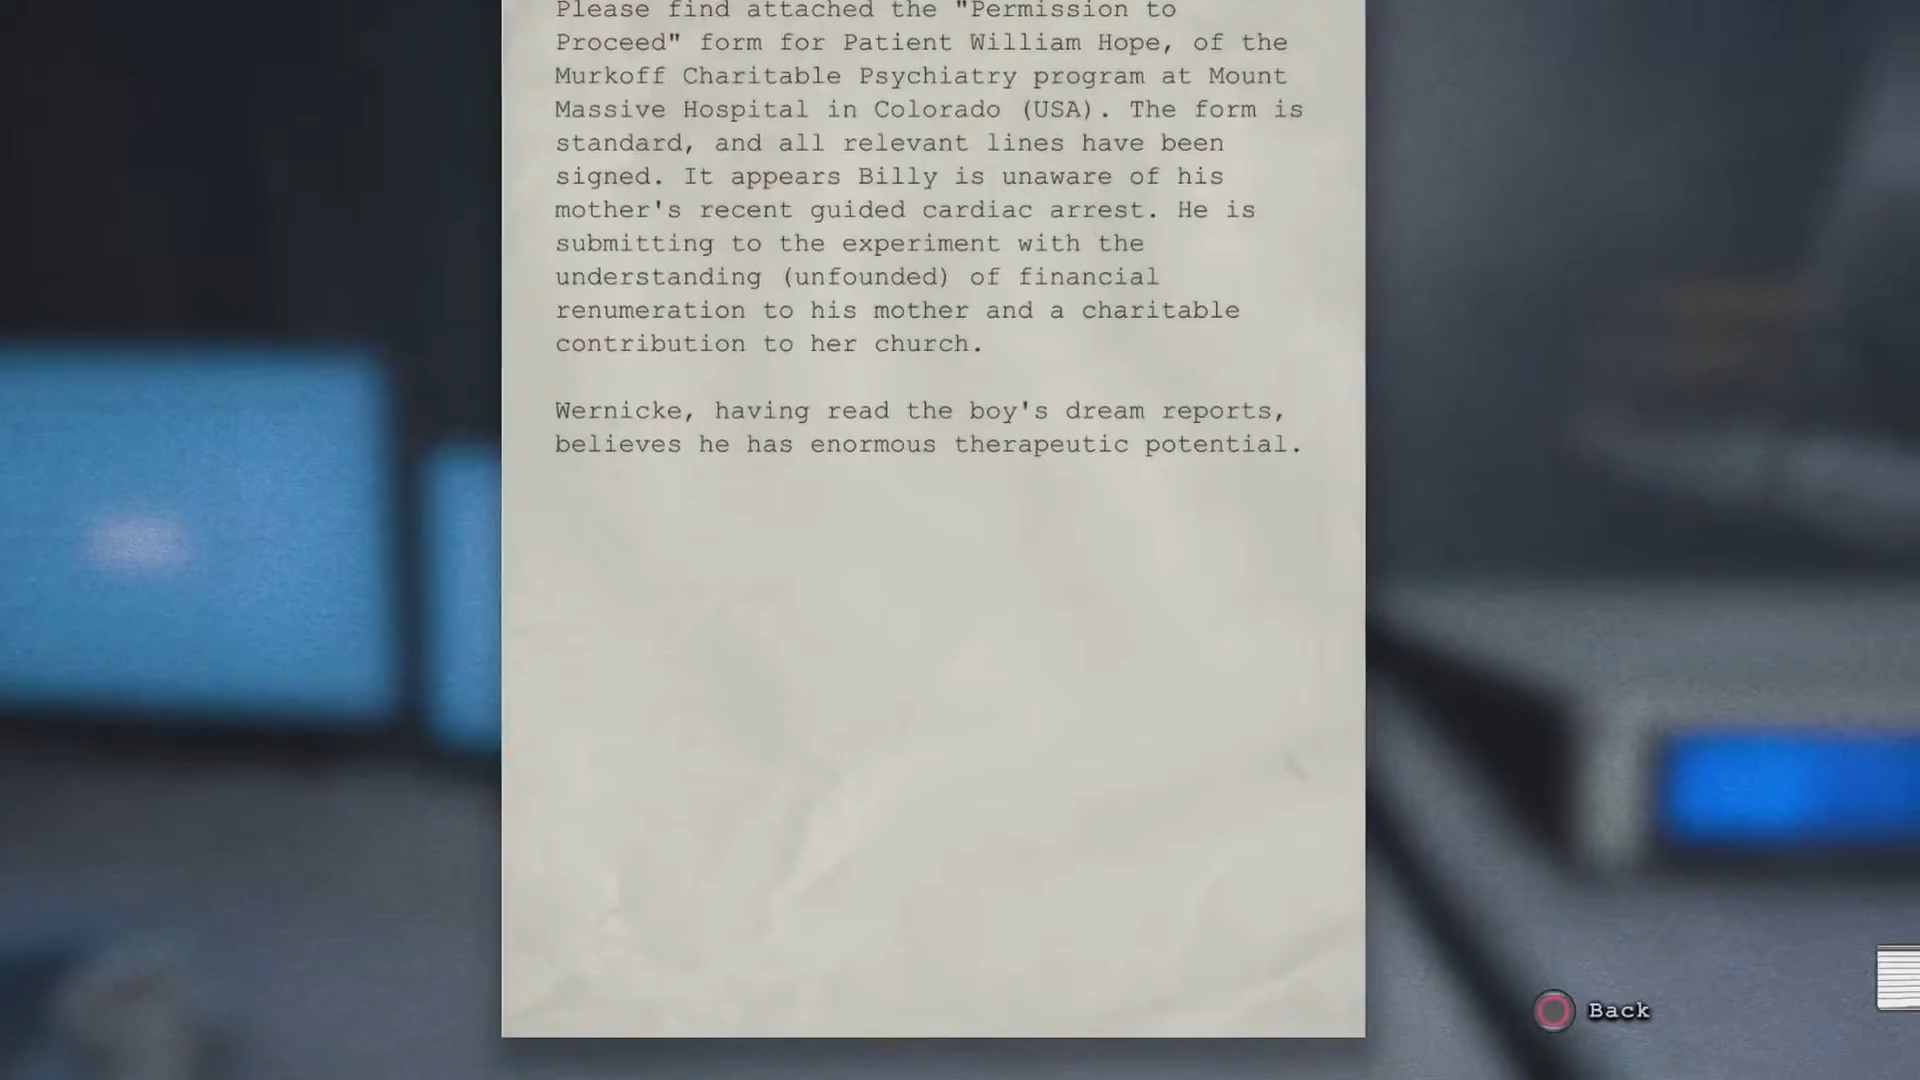 Please find attached the "Permission to
Proceed" form for Patient William Hope, of the
Murkoff Charitable Psychiatry program at Mount
Massive Hospital in Colorado (USA). The form is
standard, and all relevant lines have been
signed. It appears Billy is unaware of his
mother's recent guided cardiac arrest. He is
submitting to the experiment with the
understanding (unfounded) of financial
renumeration to his mother and a charitable
contribution to her church.
Wernicke, having read the boy's dream reports,
believes he has enormous therapeutic potential.
Back